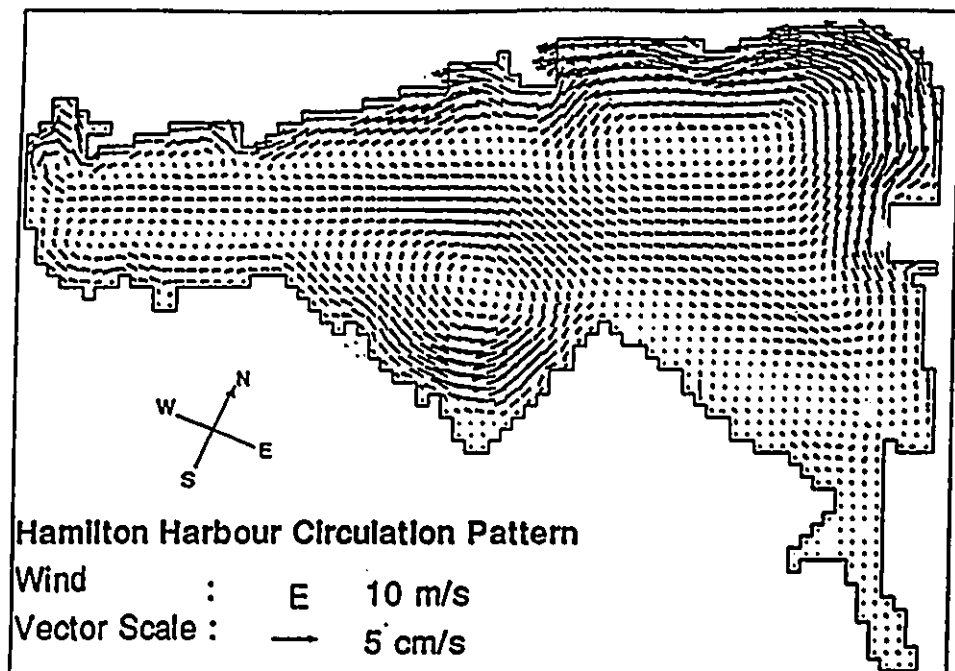 N
W
E
S
Hamilton Harbour Circulation Pattern
Wind : E 10 m/s
Vector Scale : 5 cm/s